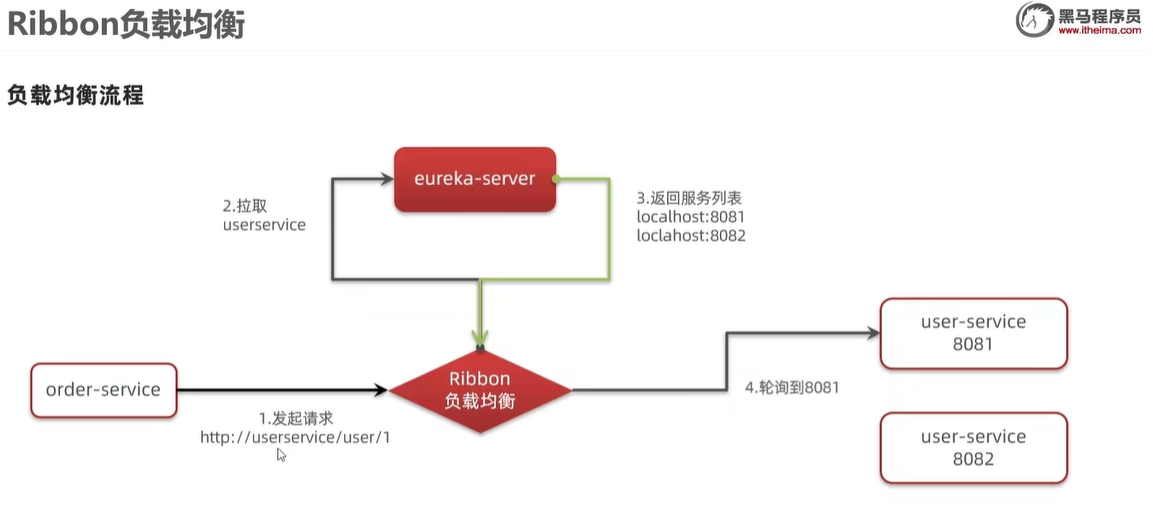 Ribbon负载均衡
黑马程序员
www.itheima.com
负载均衡流程
eureka-server
2.拉取
userservice
3.返回服务列表
localhost:8081
loclahost:8082
user-service
8081
order-service
Ribbon
负载均衡
4.轮询到8081
1.发起请求
http://userservice/user/1
user-service
8082